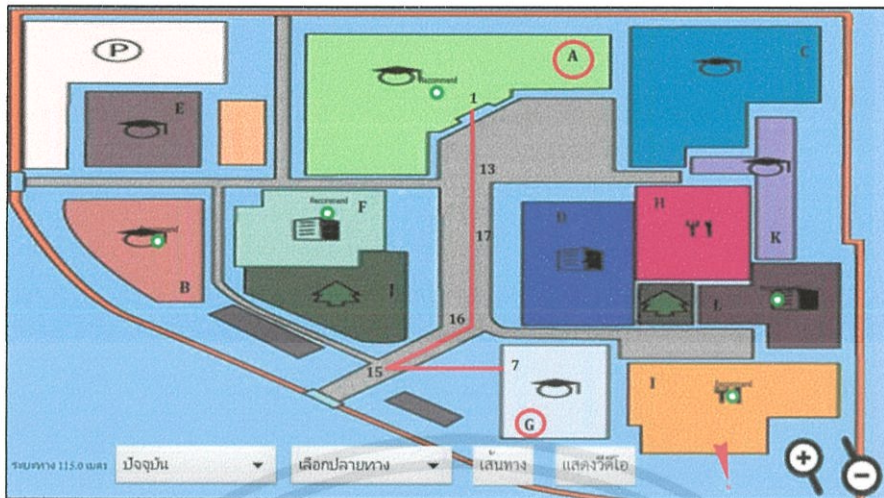 P
A
C
Recommend
E
1
13
Recommend
F
D
H
B
17
K
J
L
16
15
7
I
G
ระยะทาง 115.0 เมตร
ปัจจุบัน
เลือกปลายทาง
เส้นทาง
แสดงวีดีโอ